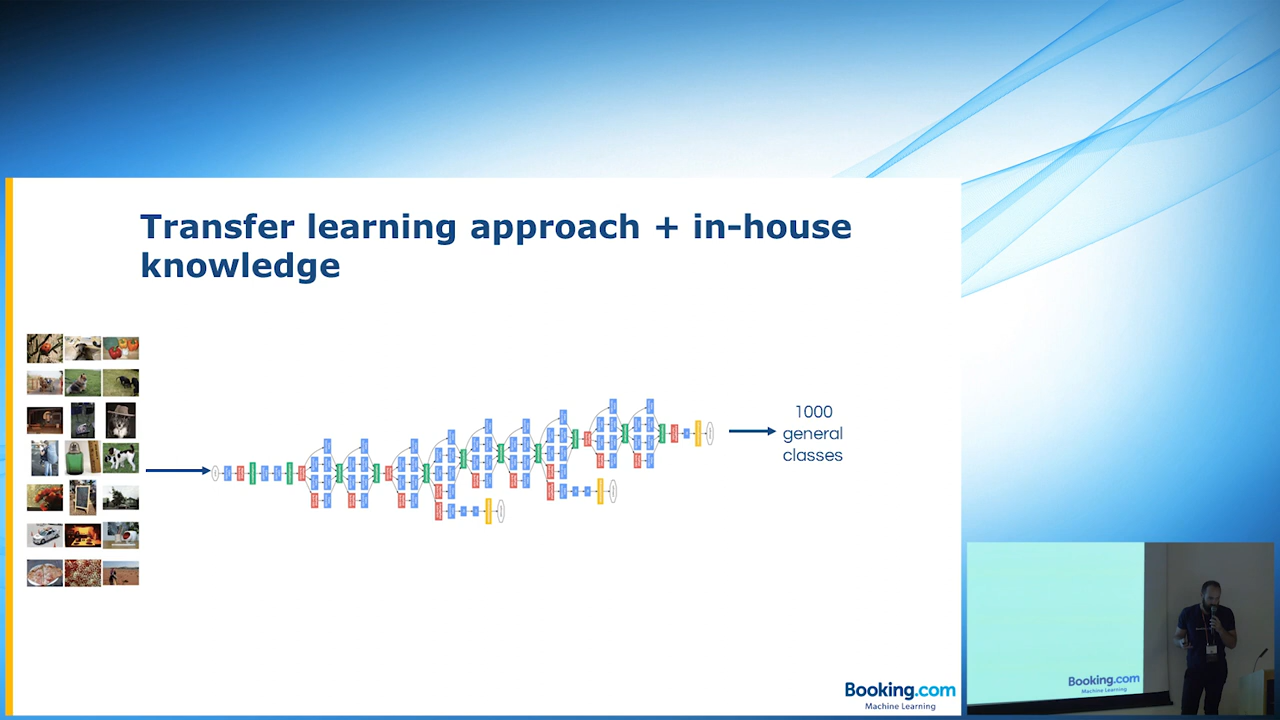 Transfer learning approach + in-house
knowledge
1000
general
classes
Booking.com
Machine Learning
Booking.com
Machine Learning